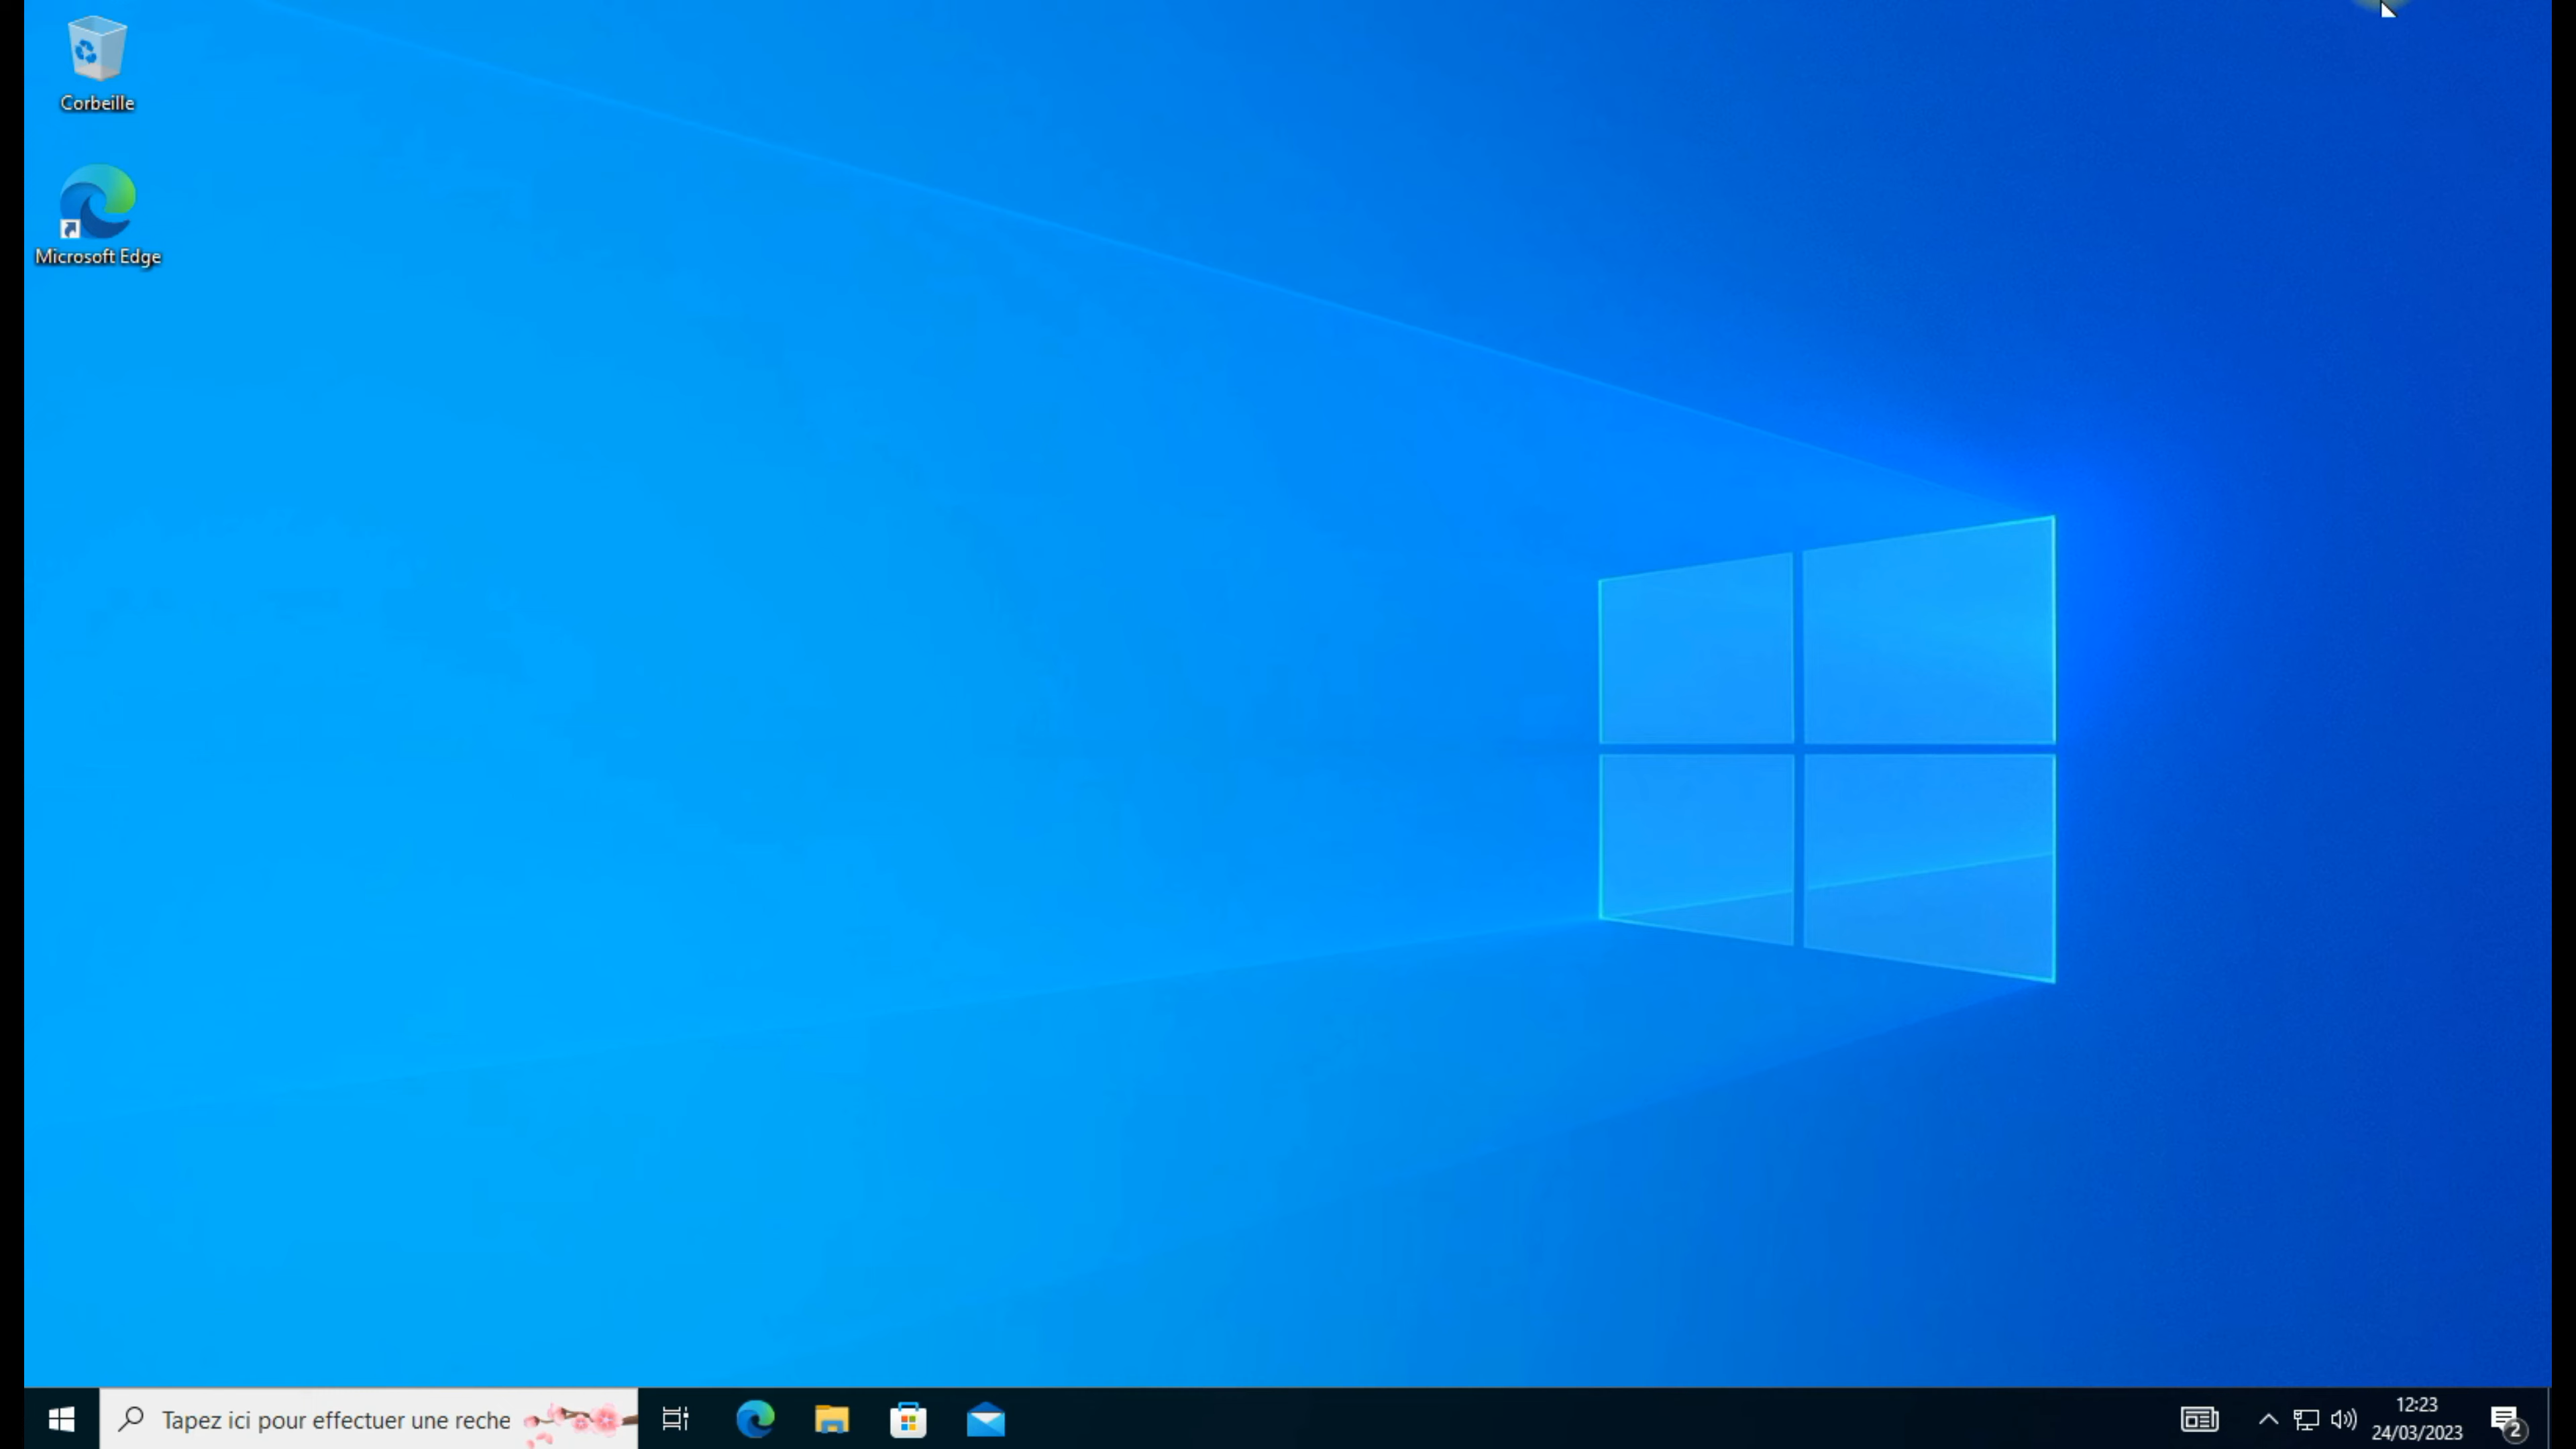 Corbeille
Microsoft Edge
Tapez ici pour effectuer une reche
12:23
24/03/2023
2